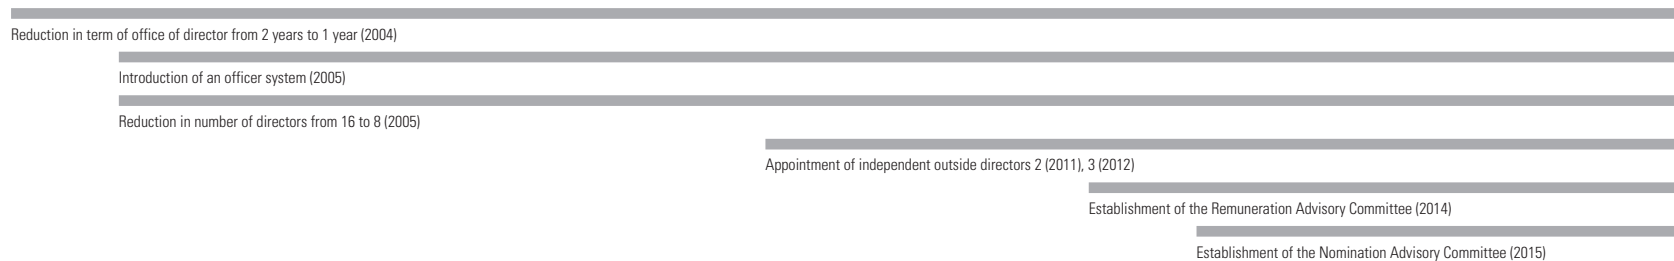 Reduction in term of office of director from 2 years to 1 year (2004)
Introduction of an officer system (2005)
Reduction in number of directors from 16 to 8 (2005)
Appointment of independent outside directors 2 (2011), 3 (2012)
Establishment of the Remuneration Advisory Committee (2014)
Establishment of the Nomination Advisory Committee (2015)